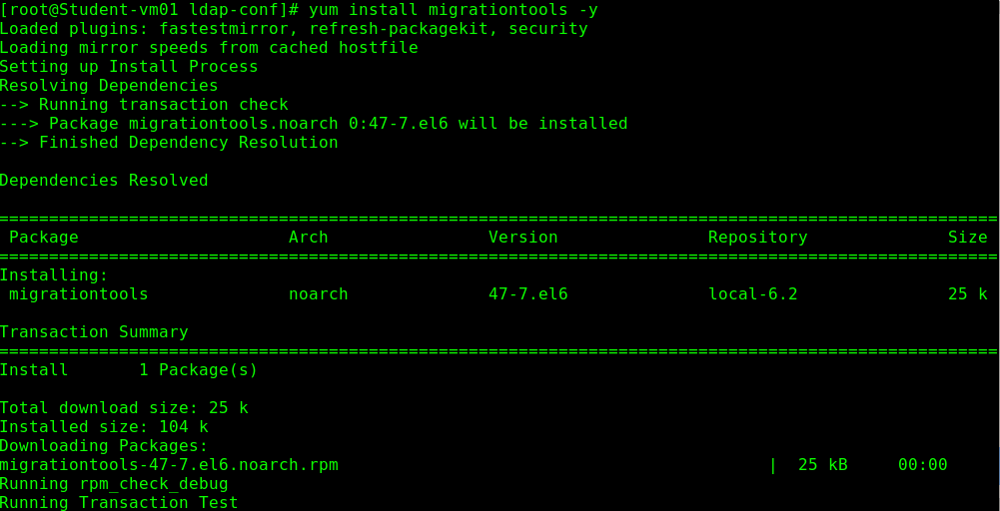 [root@Student-vm01 ldap-conf]# yum install migrationtools -y
Loaded plugins: fastestmirror, refresh-packagekit, security
Loading mirror speeds from cached hostfile
Setting up Install Process
Resolving Dependencies
--> Running transaction check
---> Package migrationtools.noarch 0:47-7.el6 will be installed
--> Finished Dependency Resolution

Dependencies Resolved

====================================================================================================
 Package                     Arch                Version               Repository              Size
====================================================================================================
Installing:
 migrationtools              noarch              47-7.el6              local-6.2               25 k

Transaction Summary
====================================================================================================
Install       1 Package(s)

Total download size: 25 k
Installed size: 104 k
Downloading Packages:
migrationtools-47-7.el6.noarch.rpm                                           |  25 kB     00:00
Running rpm_check_debug
Running Transaction Test